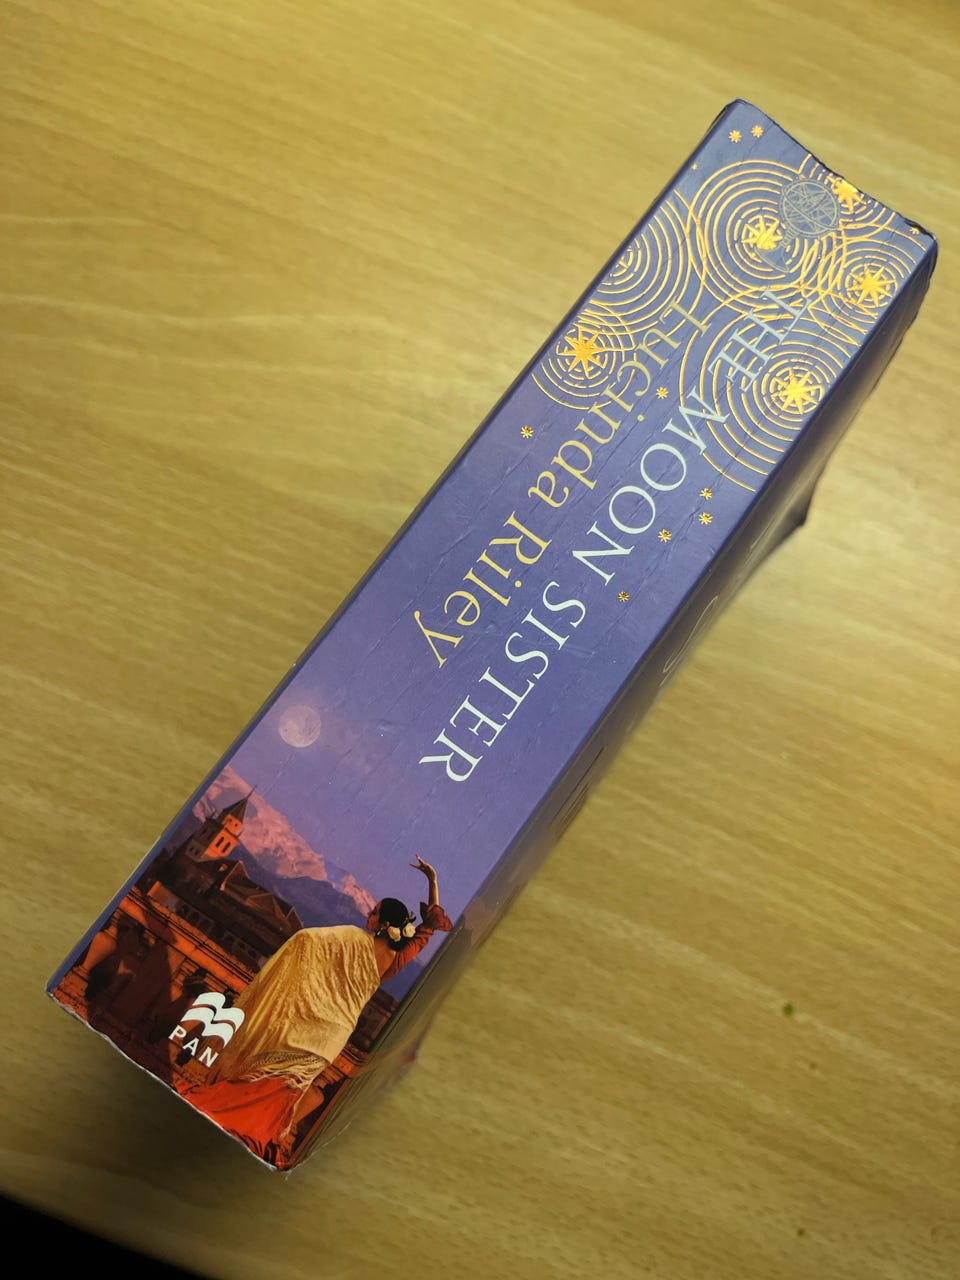 THE MOON SISTER
Lucinda Riley
PAN